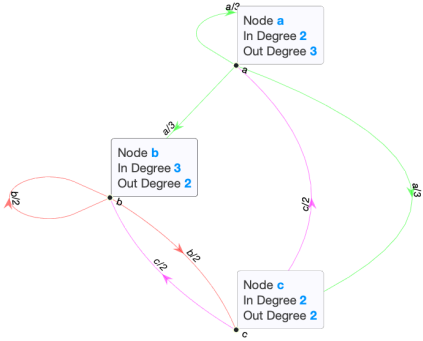 a/3
Node a
In Degree 2
Out Degree 3
a
a/3
Node b
In Degree 3
Out Degree 2
b
b/2
a/3
c/2
b/2
c/2
Node c
In Degree 2
Out Degree 2
c